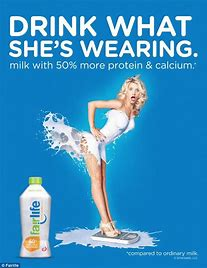 DRINK WHAT
SHE'S WEARING.
milk with 50% more protein & calcium.*
fairlife
*compared to ordinary milk
© Fairlife